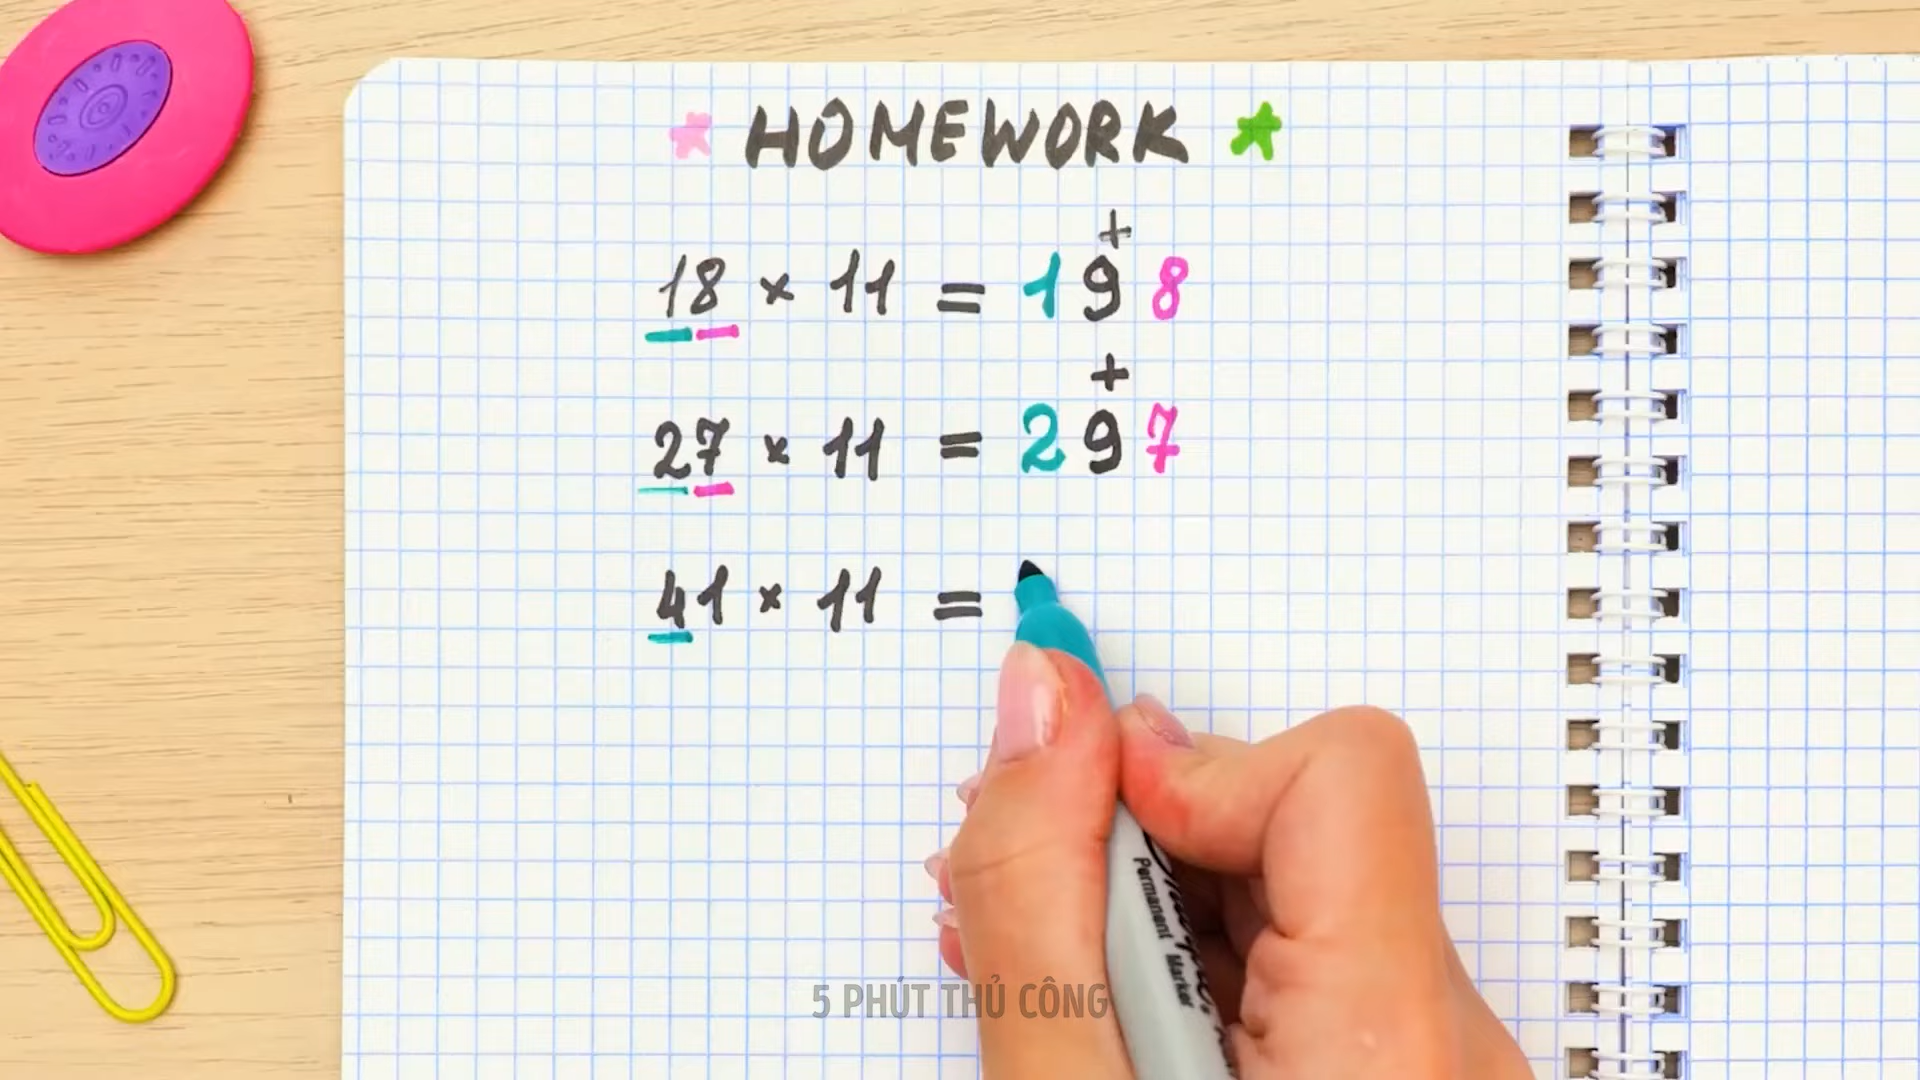 HOMEWORK
+
18 × 11 = 198
+
27 × 11 = 297
41 × 11 =
Permanent Marker
5 PHÚT THỦ CÔNG